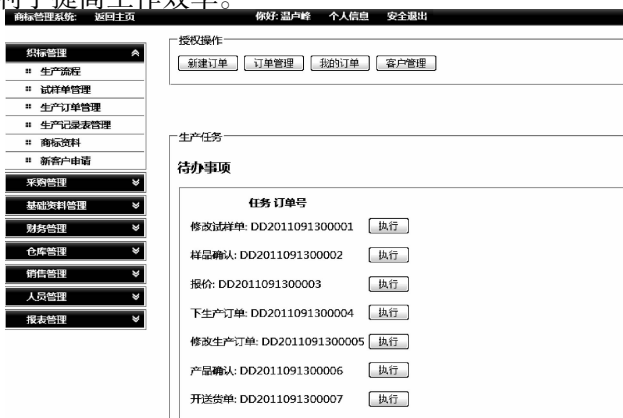 利于提高工作效率。
商标管理系统: 返回主页 你好: 温卢峰 个人信息 安全退出
织标管理
生产流程
试样单管理
生产订单管理
生产记录表管理
商标资料
新客户申请
采购管理
基础资料管理
财务管理
仓库管理
销售管理
人员管理
报表管理
授权操作
新建订单 订单管理 我的订单 客户管理
生产任务
待办事项
任务 订单号
修改试样单: DD2011091300001 执行
样品确认: DD2011091300002 执行
报价: DD2011091300003 执行
下生产订单: DD2011091300004 执行
修改生产订单: DD2011091300005 执行
产品确认: DD2011091300006 执行
开送货单: DD2011091300007 执行